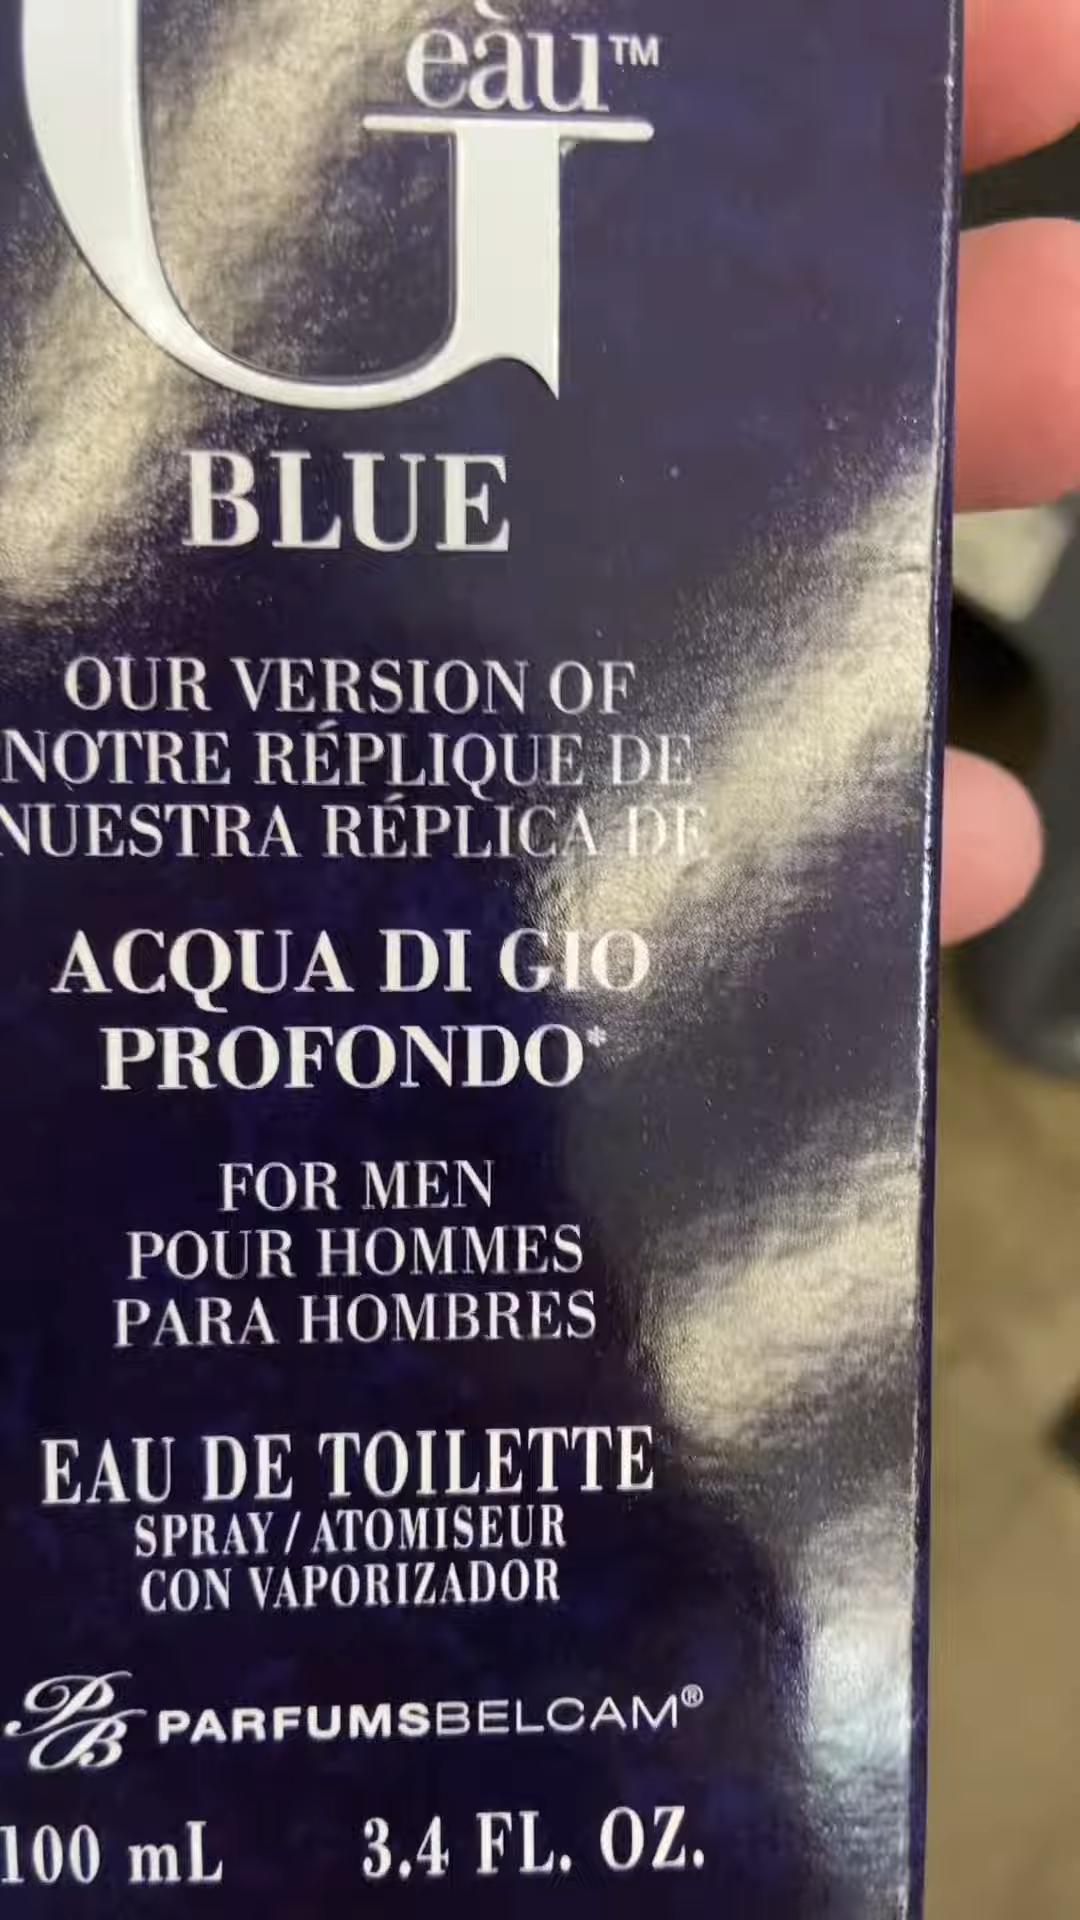 eau™
G
BLUE
OUR VERSION OF
NOTRE RÉPLIQUE DE
NUESTRA RÉPLICA DE
ACQUA DI GIO
PROFONDO*
FOR MEN
POUR HOMMES
PARA HOMBRES
EAU DE TOILETTE
SPRAY / ATOMISEUR
CON VAPORIZADOR
PB PARFUMSBELCAM®
100 mL 3.4 FL. OZ.